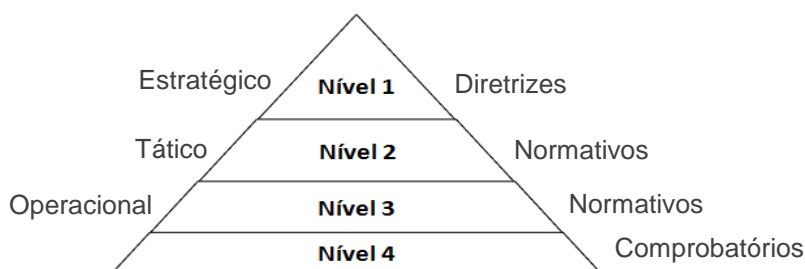 Estratégico Nível 1 Diretrizes
Tático Nível 2 Normativos
Operacional Nível 3 Normativos
Nível 4 Comprobatórios